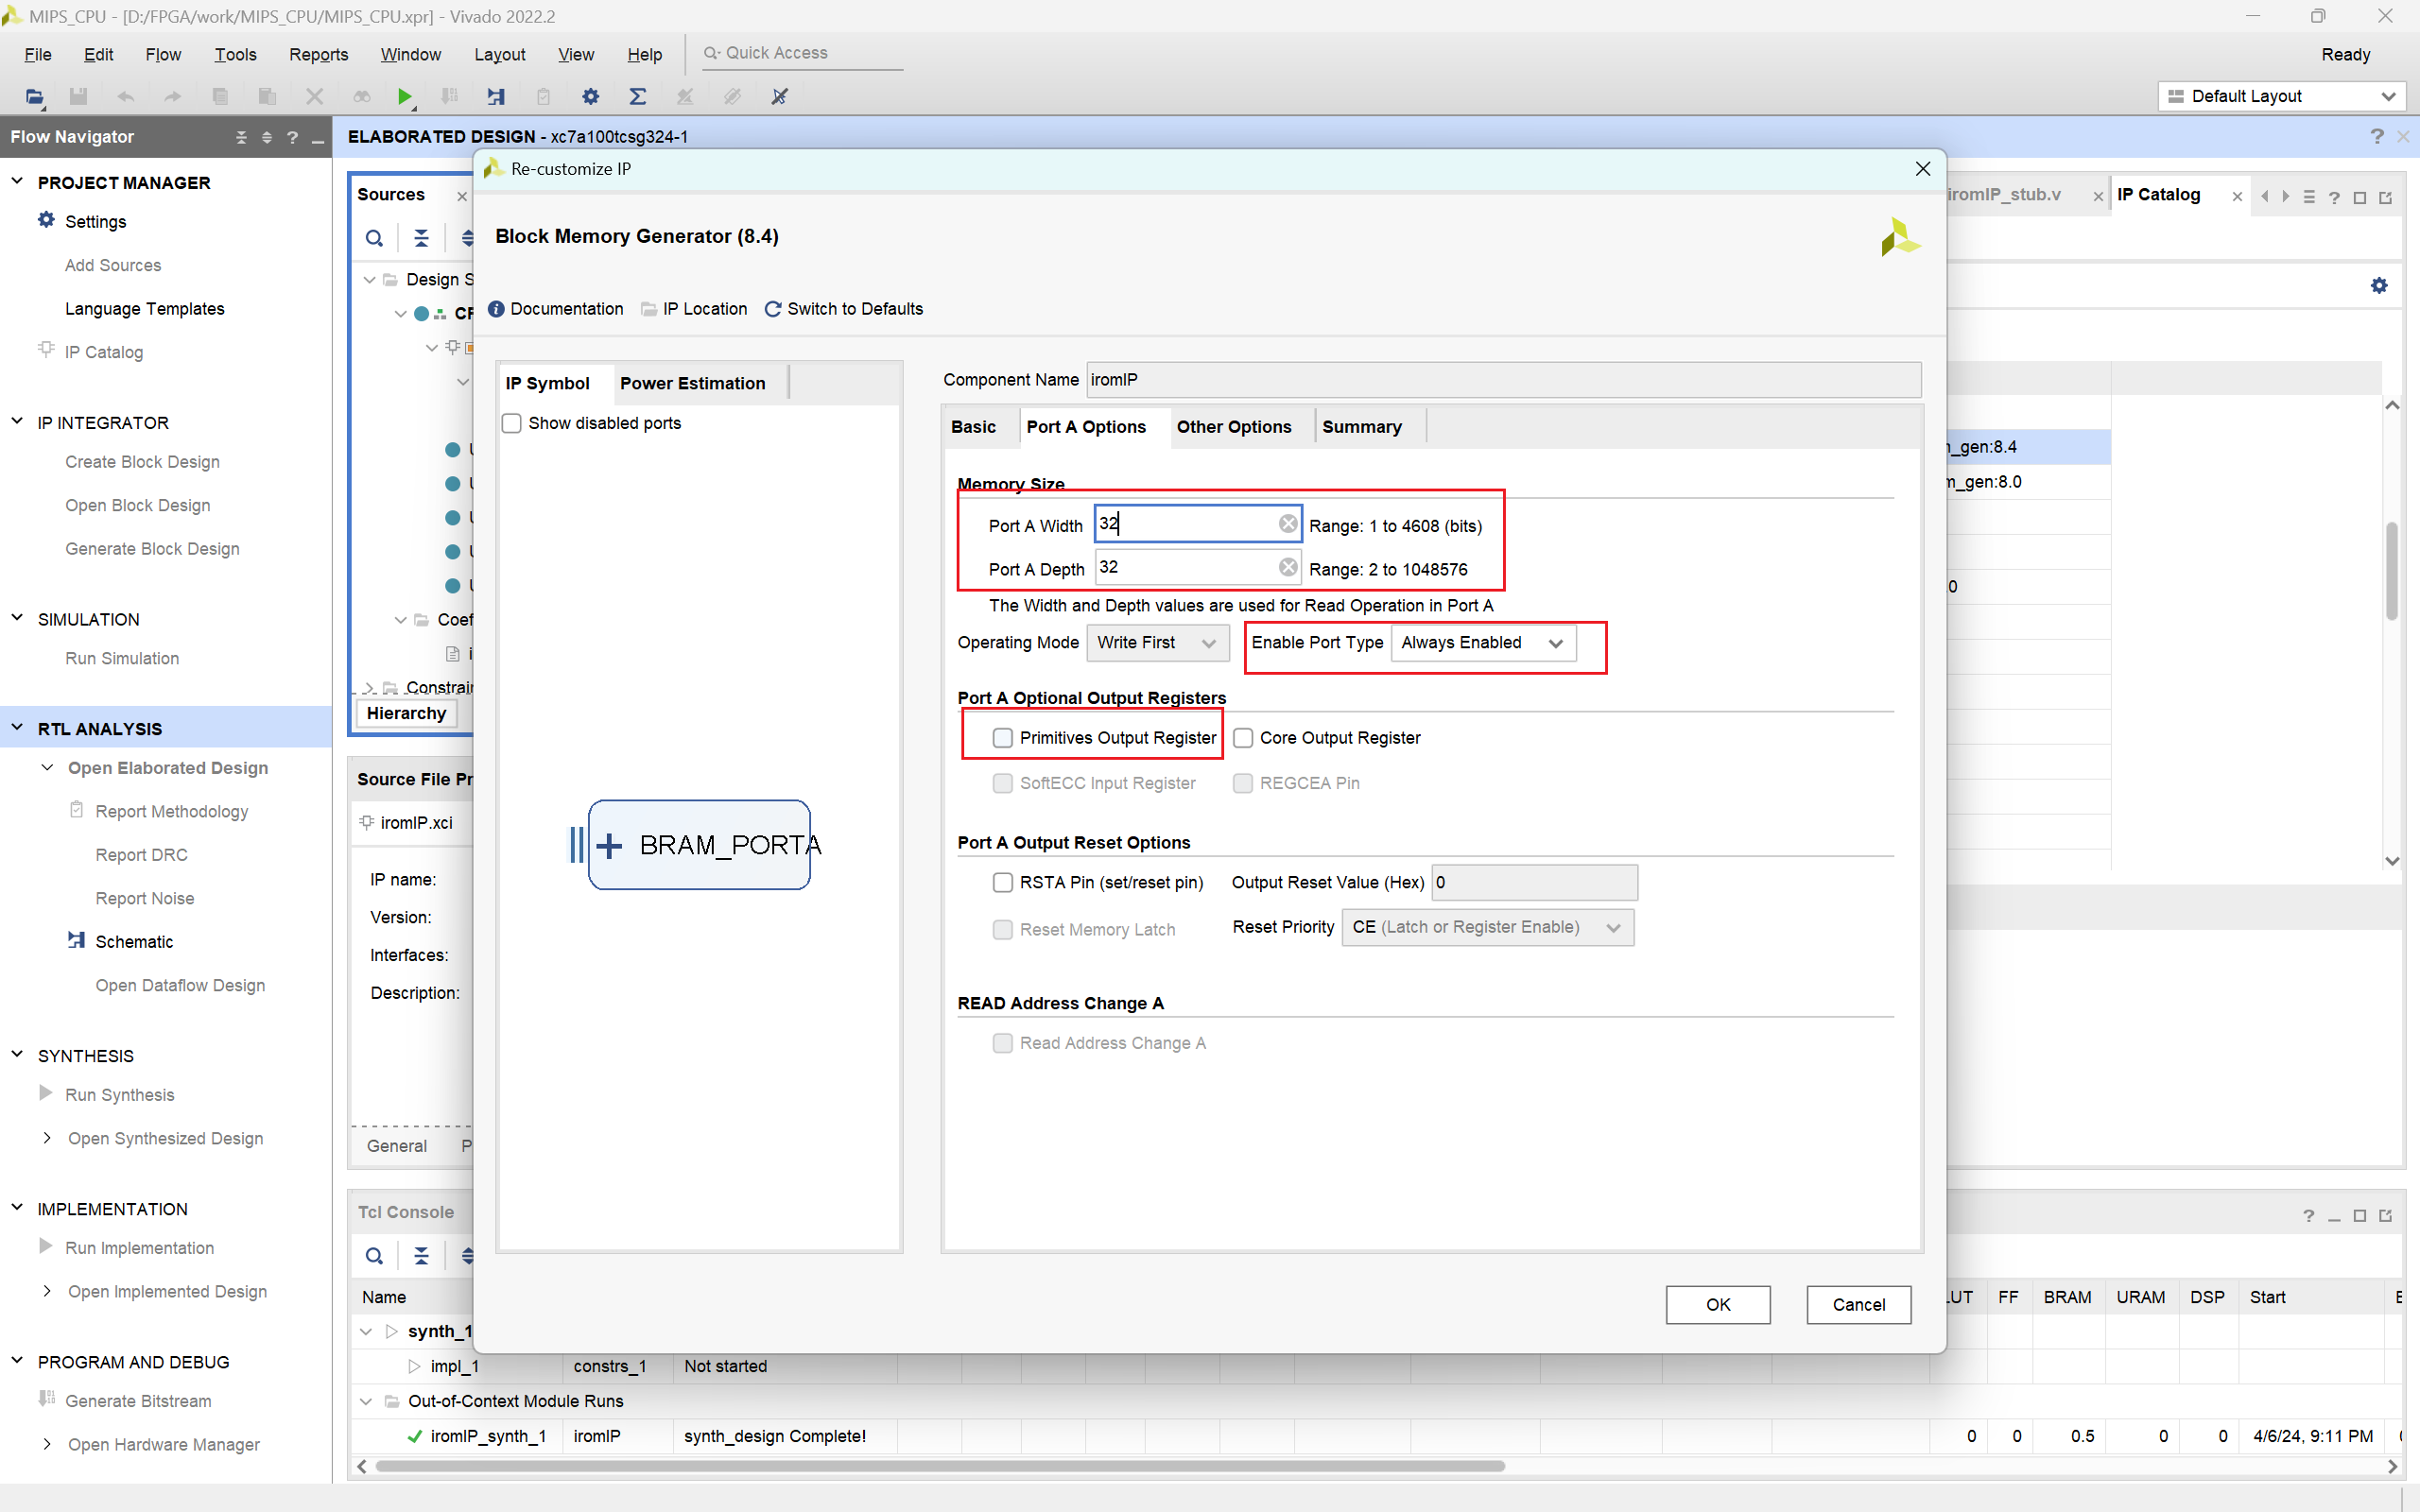 MIPS_CPU - [D:/FPGA/work/MIPS_CPU/MIPS_CPU.xpr] - Vivado 2022.2
File Edit Flow Tools Reports Window Layout View Help Quick Access Ready
Default Layout
Flow Navigator
ELABORATED DESIGN - xc7a100tcsg324-1
PROJECT MANAGER
Settings
Add Sources
Language Templates
IP Catalog
IP INTEGRATOR
Create Block Design
Open Block Design
Generate Block Design
SIMULATION
Run Simulation
RTL ANALYSIS
Open Elaborated Design
Report Methodology
Report DRC
Report Noise
Schematic
Open Dataflow Design
SYNTHESIS
Run Synthesis
Open Synthesized Design
IMPLEMENTATION
Run Implementation
Open Implemented Design
PROGRAM AND DEBUG
Generate Bitstream
Open Hardware Manager
Sources
Design S
Coef
Constrain
Hierarchy
Source File Pr
iromIP.xci
IP name:
Version:
Interfaces:
Description:
General
Re-customize IP
Block Memory Generator (8.4)
Documentation IP Location Switch to Defaults
IP Symbol Power Estimation
Show disabled ports
BRAM_PORTA
Component Name iromIP
Basic Port A Options Other Options Summary
Memory Size
Port A Width 32 Range: 1 to 4608 (bits)
Port A Depth 32 Range: 2 to 1048576
The Width and Depth values are used for Read Operation in Port A
Operating Mode Write First Enable Port Type Always Enabled
Port A Optional Output Registers
Primitives Output Register Core Output Register
SoftECC Input Register REGCEA Pin
Port A Output Reset Options
RSTA Pin (set/reset pin) Output Reset Value (Hex) 0
Reset Memory Latch Reset Priority CE (Latch or Register Enable)
READ Address Change A
Read Address Change A
OK Cancel
iromIP_stub.v IP Catalog
_gen:8.4
m_gen:8.0
0
Tcl Console
Name LUT FF BRAM URAM DSP Start
synth_1
impl_1 constrs_1 Not started
Out-of-Context Module Runs
iromIP_synth_1 iromIP synth_design Complete! 0 0 0.5 0 0 4/6/24, 9:11 PM